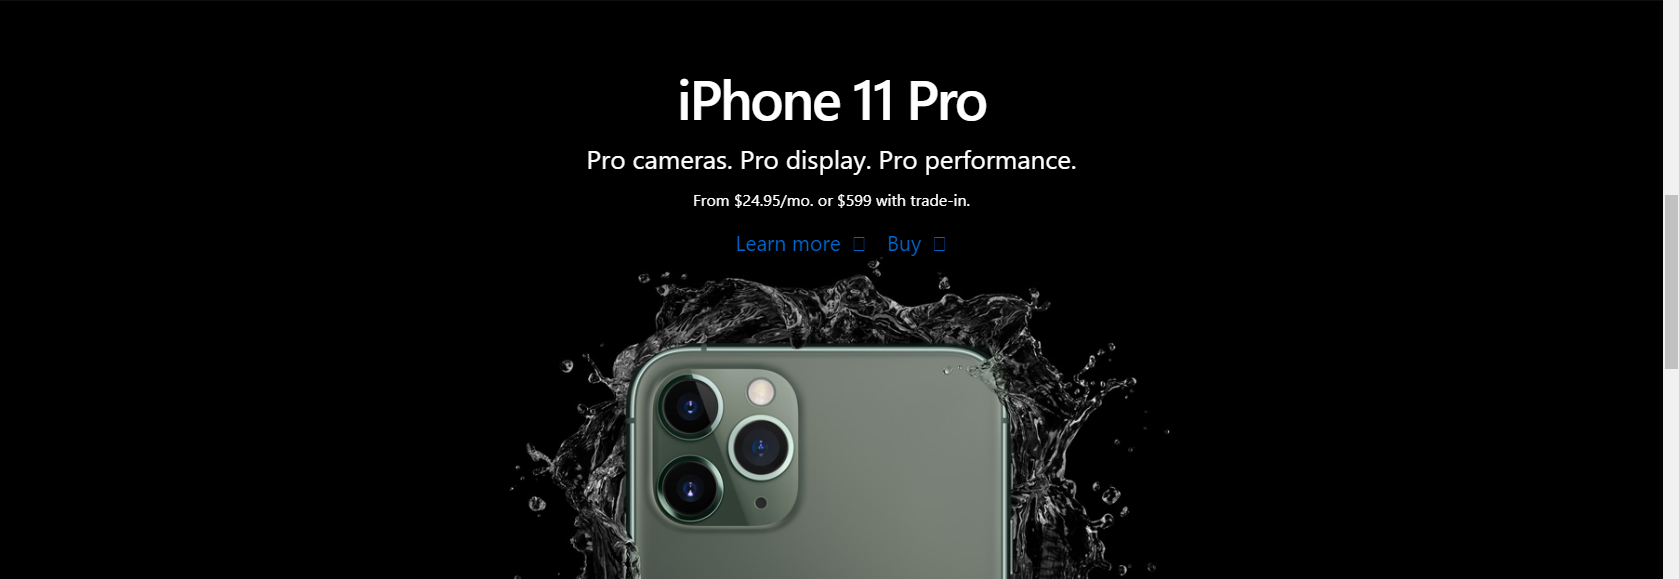 iPhone 11 Pro
Pro cameras. Pro display. Pro performance.
From $24.95/mo. or $599 with trade-in.
Learn more Buy